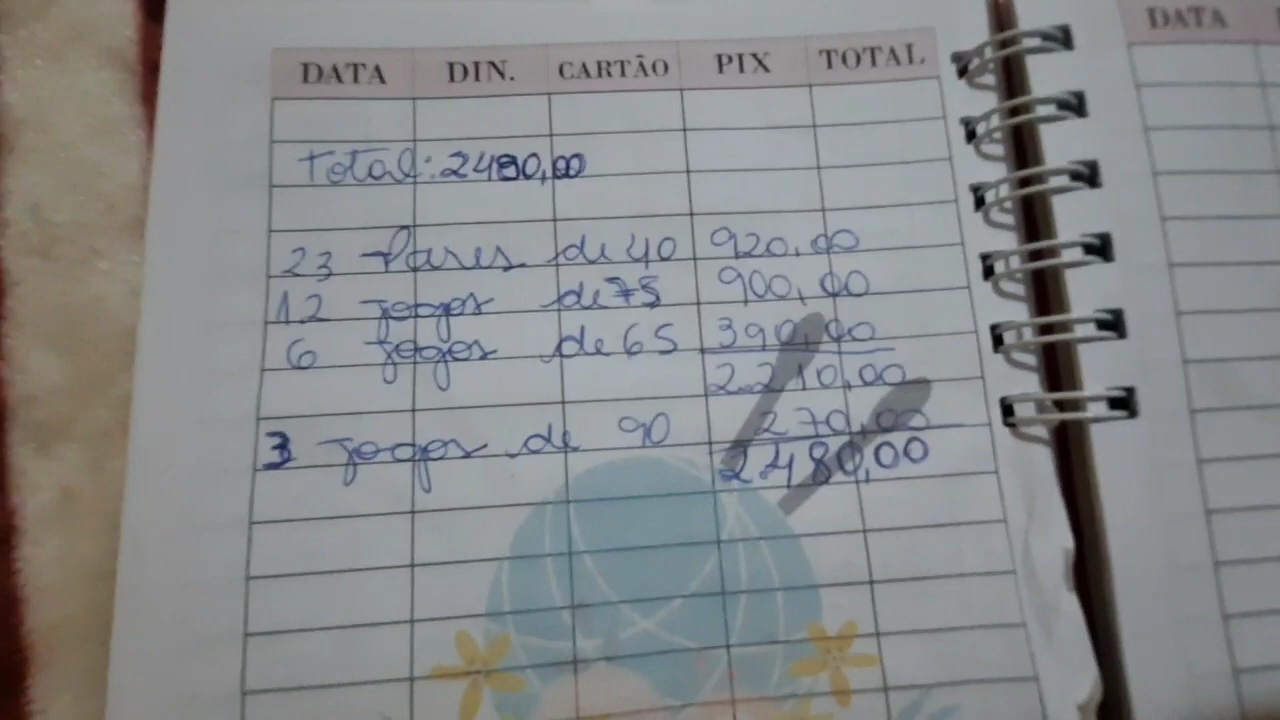 DATA DIN. CARTÃO PIX TOTAL
DATA
Total: 2480,00
23 Pares de 40 920,00
12 jogos de 75 900,00
6 jogos de 65 390,00
2.210,00
3 jogos de 90 270,00
2480,00